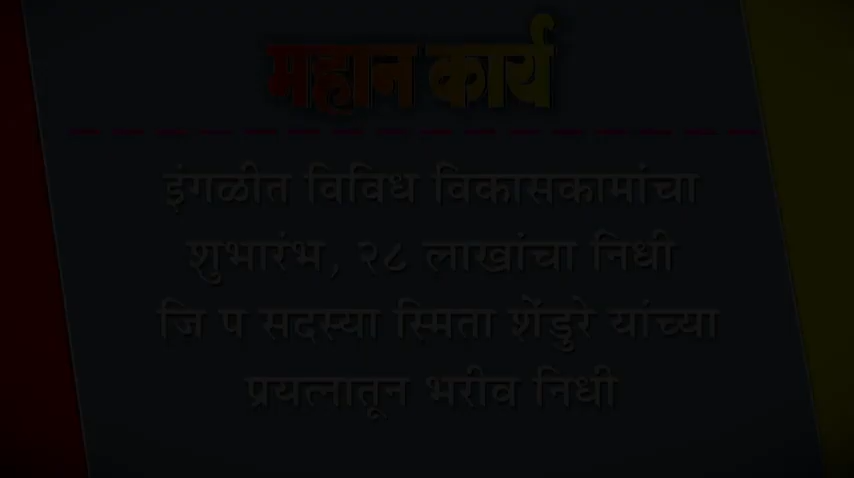 महान कार्य
इंगळीत विविध विकासकामांचा
शुभारंभ, २८ लाखांचा निधी
जि प सदस्या स्मिता शेंडुरे यांच्या
प्रयत्नातून भरीव निधी